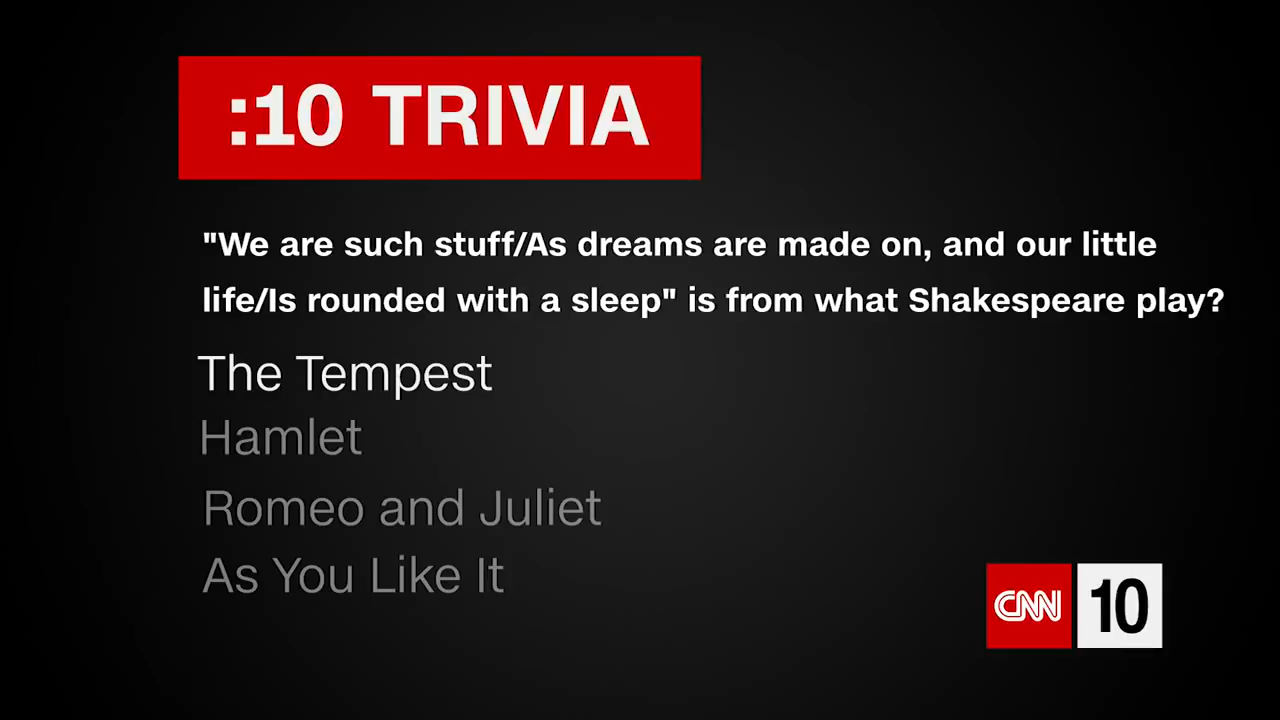 :10 TRIVIA
"We are such stuff/As dreams are made on, and our little
life/Is rounded with a sleep" is from what Shakespeare play?
The Tempest
Hamlet
Romeo and Juliet
As You Like It
CNN 10